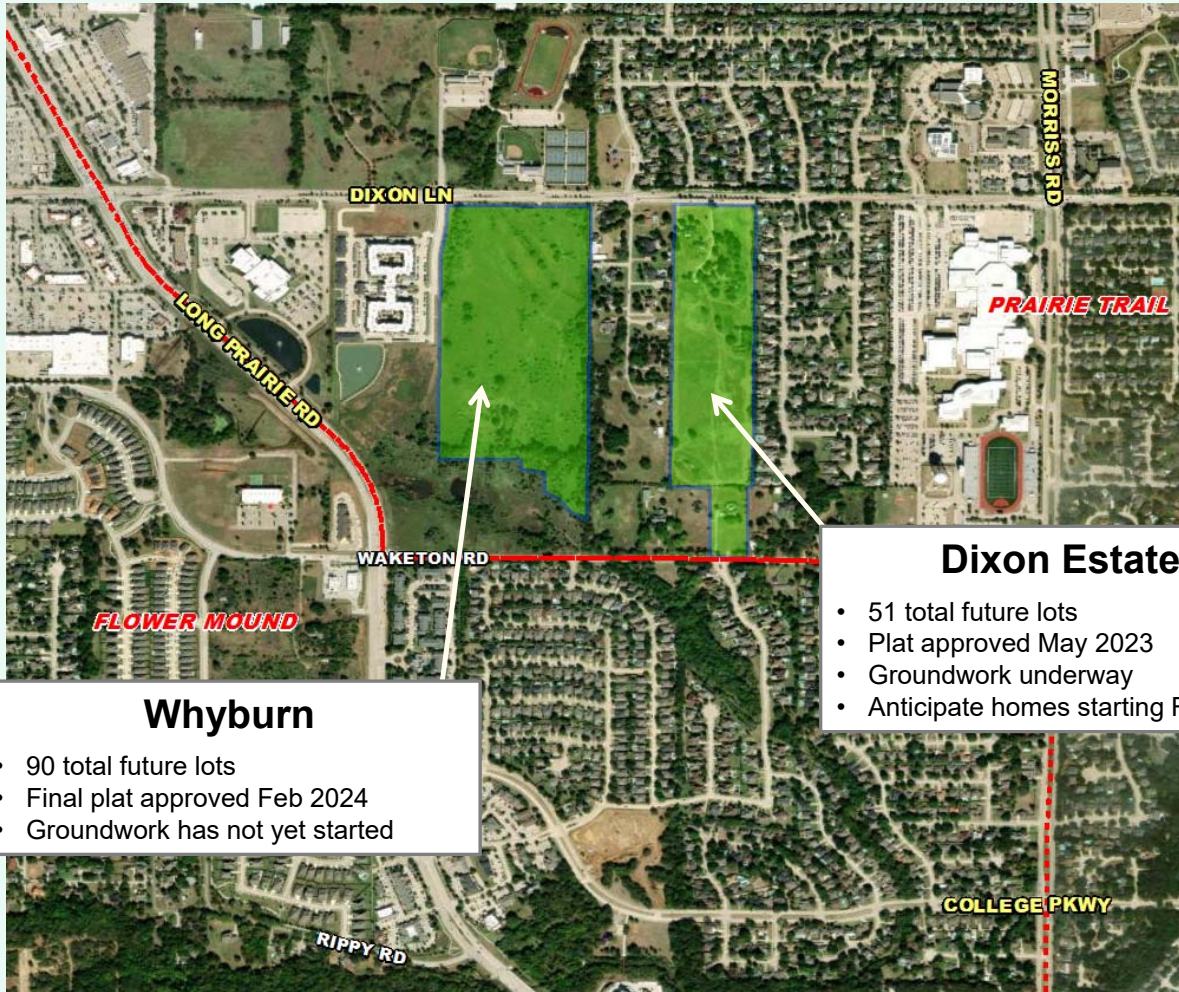 MORRISS RD
DIXON LN
PRAIRIE TRAIL
LONG PRAIRIE RD
WAKETON RD
FLOWER MOUND
Dixon Estate
• 51 total future lots
• Plat approved May 2023
• Groundwork underway
• Anticipate homes starting
Whyburn
• 90 total future lots
• Final plat approved Feb 2024
• Groundwork has not yet started
COLLEGE PKWY
RIPPY RD